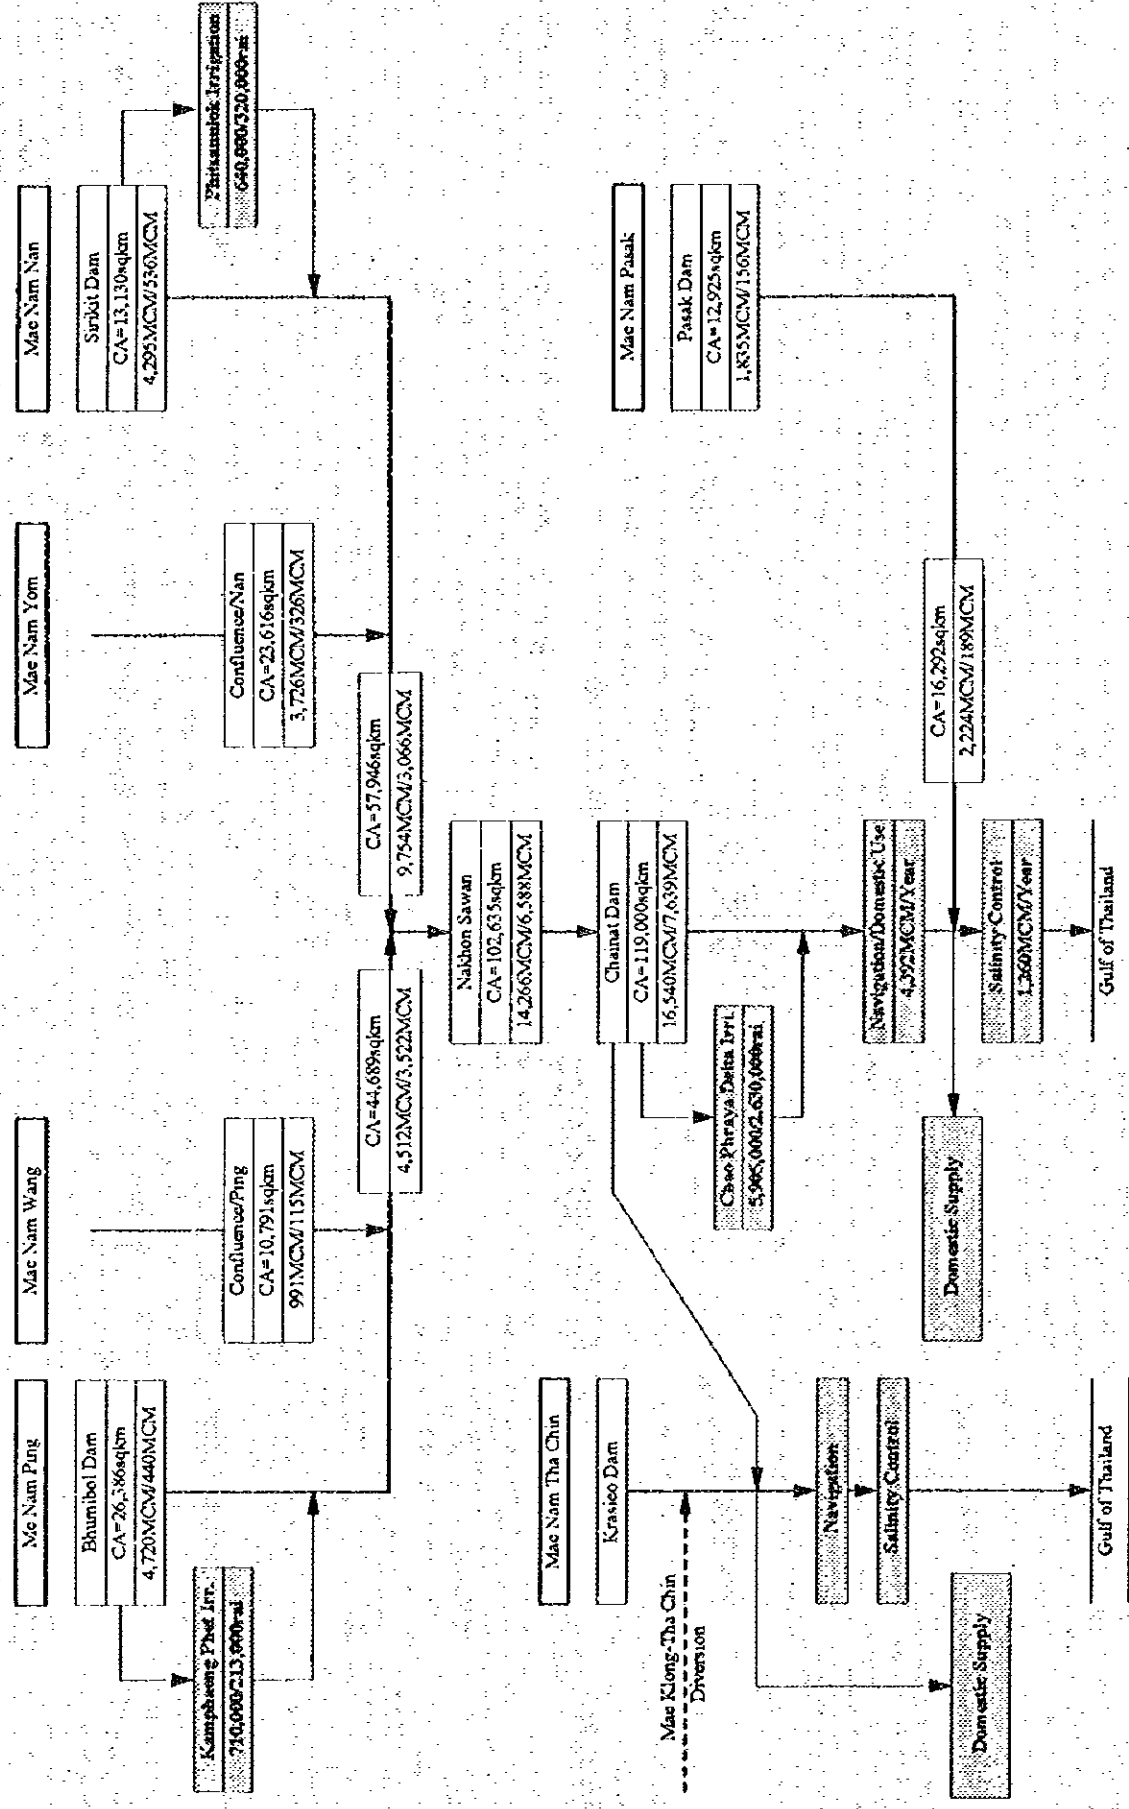 Me Nam Ping
Mae Nam Wang
Mae Nam Yom
Mae Nam Nan
Bhumibol Dam
CA=26,386sqkm
4,720MCM/440MCM
Sirikit Dam
CA=13,130sqkm
4,295MCM/536MCM
Kamphaeng Phet Irr.
710,000/213,000rai
Confluence/Ping
CA=10,791sqkm
991MCM/115MCM
Confluence/Nan
CA=23,616sqkm
3,726MCM/326MCM
Phitsanulok Irrigation
640,000/320,000rai
CA=44,689sqkm
4,512MCM/3,522MCM
CA=57,946sqkm
9,754MCM/3,066MCM
Nakhon Sawan
CA=102,635sqkm
14,266MCM/6,588MCM
Mae Nam Tha Chin
Krasieo Dam
Chainat Dam
CA=119,000sqkm
16,540MCM/7,639MCM
Mae Nam Pasak
Pasak Dam
CA=12,925sqkm
1,835MCM/156MCM
Mae Klong-Tha Chin
Diversion
Chao Phraya Delta Irri.
5,905,000/2,630,000rai
Navigation
Salinity Control
Navigation/Domestic Use
4,392MCM/Year
CA=16,292sqkm
2,224MCM/189MCM
Domestic Supply
Domestic Supply
Salinity Control
1,260MCM/Year
Gulf of Thailand
Gulf of Thailand